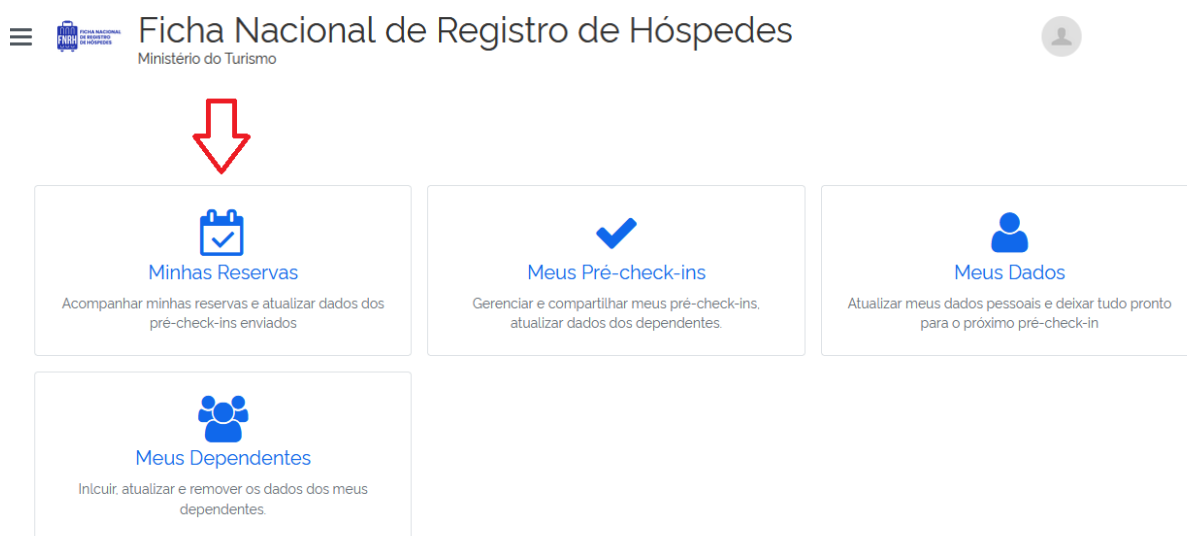 FNRH
FICHA NACIONAL
DE REGISTRO
DE HÓSPEDES
Ficha Nacional de Registro de Hóspedes
Ministério do Turismo
Minhas Reservas
Acompanhar minhas reservas e atualizar dados dos
pré-check-ins enviados
Meus Pré-check-ins
Gerenciar e compartilhar meus pré-check-ins,
atualizar dados dos dependentes.
Meus Dados
Atualizar meus dados pessoais e deixar tudo pronto
para o próximo pré-check-in
Meus Dependentes
Inlcuir, atualizar e remover os dados dos meus
dependentes.